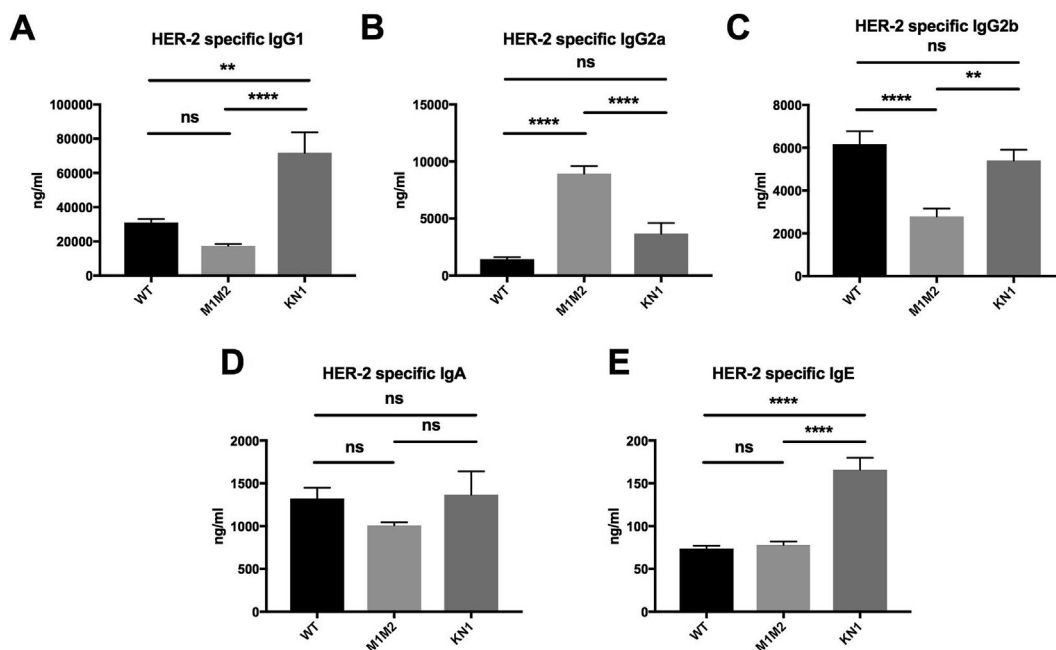 A
HER-2 specific IgG1
**
****
ns
100000
80000
60000
40000
20000
0
ng/ml
WT
M1M2
KN1
B
HER-2 specific IgG2a
ns
****
****
15000
10000
5000
0
ng/ml
WT
M1M2
KN1
C
HER-2 specific IgG2b
ns
**
****
8000
6000
4000
2000
0
ng/ml
WT
M1M2
KN1
D
HER-2 specific IgA
ns
ns
ns
2000
1500
1000
500
0
ng/ml
WT
M1M2
KN1
E
HER-2 specific IgE
****
****
ns
200
150
100
50
0
ng/ml
WT
M1M2
KN1